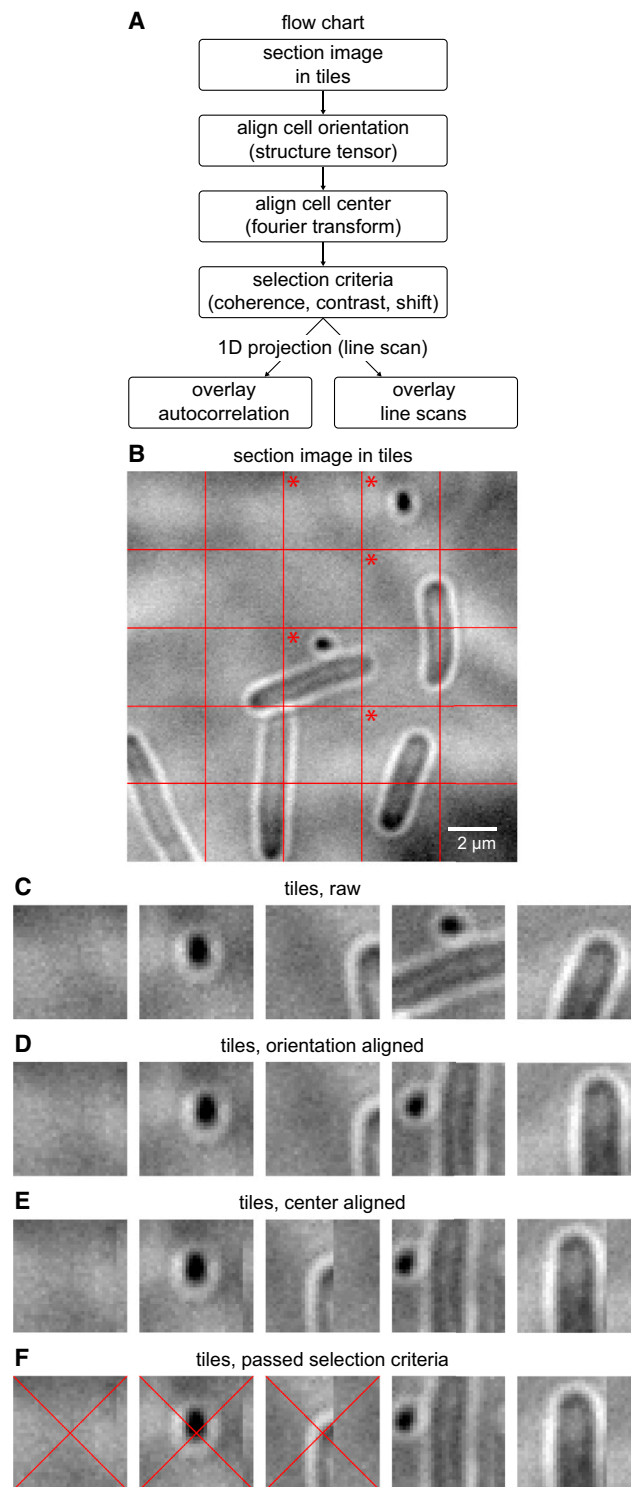 A
flow chart
section image
in tiles
align cell orientation
(structure tensor)
align cell center
(fourier transform)
selection criteria
(coherence, contrast, shift)
1D projection (line scan)
overlay
autocorrelation
overlay
line scans
B
section image in tiles
* *
*
*
*
2 µm
C
tiles, raw
D
tiles, orientation aligned
E
tiles, center aligned
F
tiles, passed selection criteria